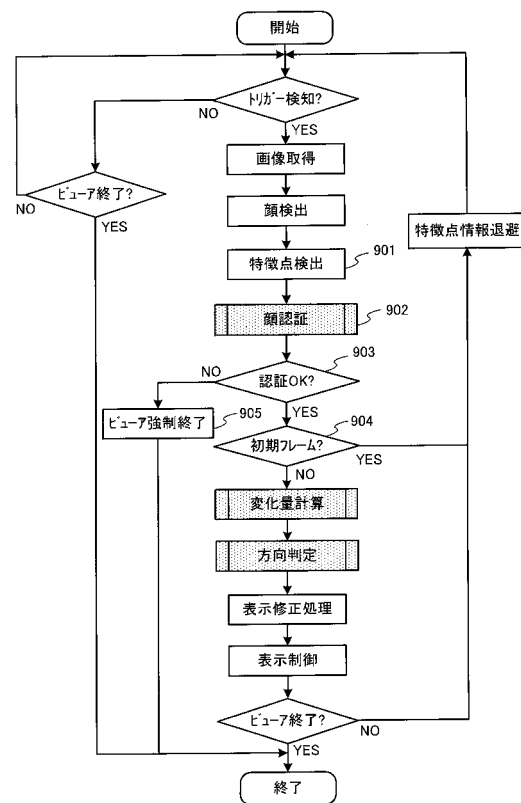 開始
トリガー検知?
NO
YES
画像取得
ビューア終了?
NO
YES
顔検出
特徴点情報退避
特徴点検出
901
顔認証
902
903
NO
認証OK?
YES
904
ビューア強制終了
905
初期フレーム?
YES
NO
変化量計算
方向判定
表示修正処理
表示制御
ビューア終了?
NO
YES
終了